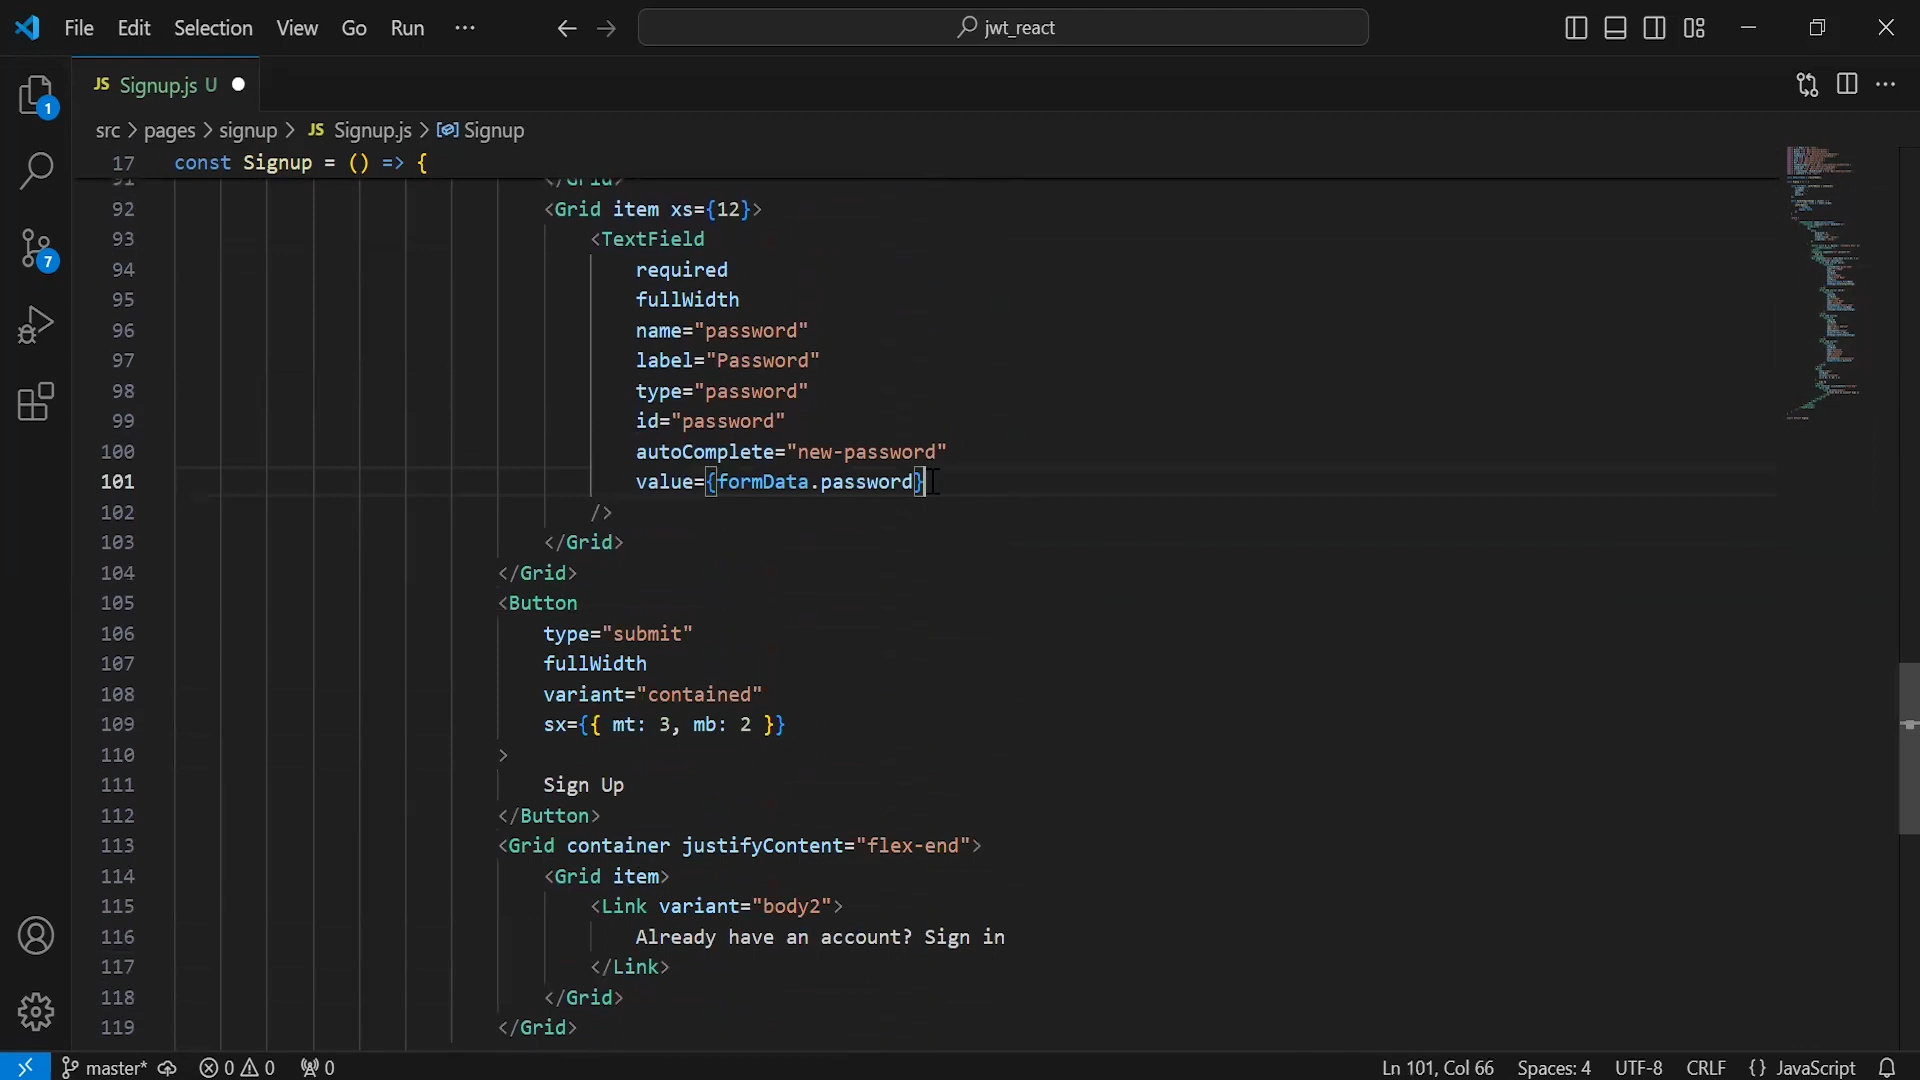 File Edit Selection View Go Run ··· jwt_react
JS Signup.js U
src > pages > signup > JS Signup.js > Signup
17 const Signup = () => {
91 </Grid>
92 <Grid item xs={12}>
93 <TextField
94 required
95 fullWidth
96 name="password"
97 label="Password"
98 type="password"
99 id="password"
100 autoComplete="new-password"
101 value={formData.password}
102 />
103 </Grid>
104 </Grid>
105 <Button
106 type="submit"
107 fullWidth
108 variant="contained"
109 sx={{ mt: 3, mb: 2 }}
110 >
111 Sign Up
112 </Button>
113 <Grid container justifyContent="flex-end">
114 <Grid item>
115 <Link variant="body2">
116 Already have an account? Sign in
117 </Link>
118 </Grid>
119 </Grid>
1
7
master* 0 0 0 Ln 101, Col 66 Spaces: 4 UTF-8 CRLF {} JavaScript